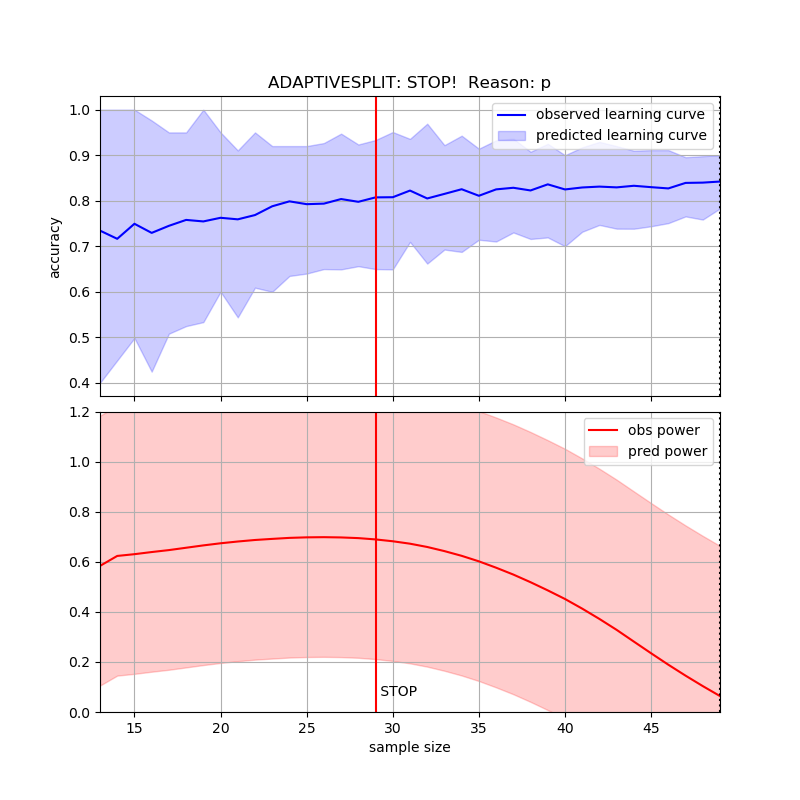 ADAPTIVESPLIT: STOP!  Reason: p
observed learning curve
predicted learning curve
1.0
0.9
0.8
0.7
0.6
0.5
0.4
accuracy
obs power
pred power
1.2
1.0
0.8
0.6
0.4
0.2
0.0
STOP
15 20 25 30 35 40 45
sample size